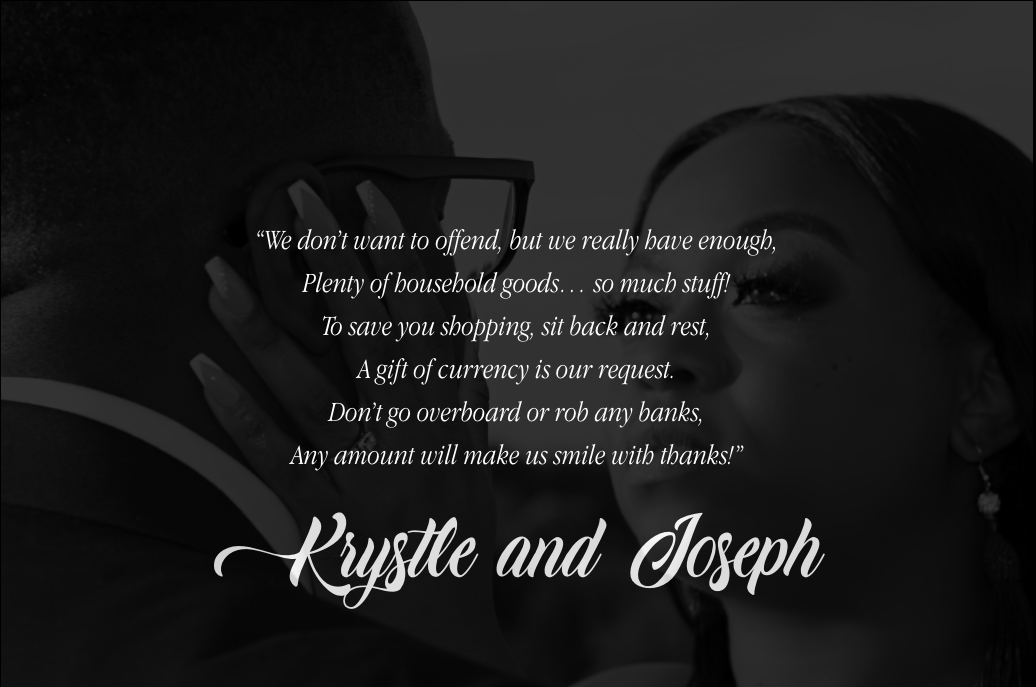 “We don’t want to offend, but we really have enough,
Plenty of household goods... so much stuff!
To save you shopping, sit back and rest,
A gift of currency is our request.
Don’t go overboard or rob any banks,
Any amount will make us smile with thanks!”
Krystle and Joseph